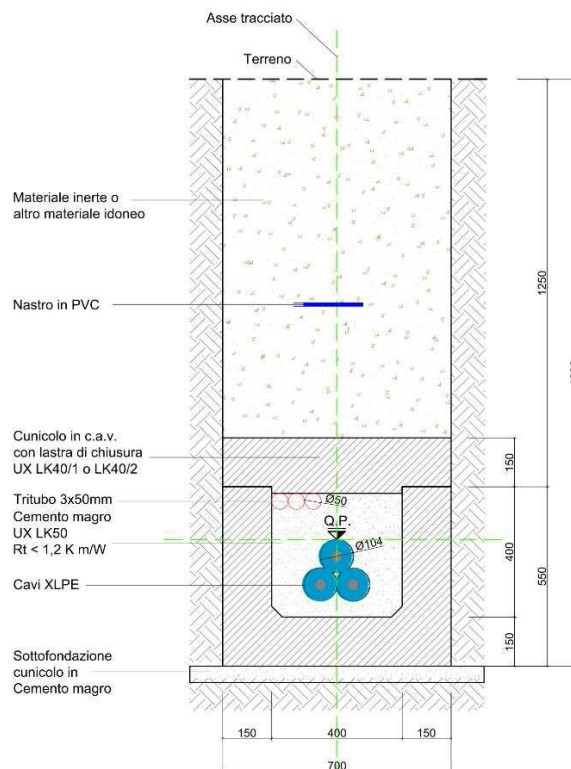 Asse tracciato
Terreno
Materiale inerte o
altro materiale idoneo
Nastro in PVC
1250
Cunicolo in c.a.v.
con lastra di chiusura
UX LK40/1 o LK40/2
150
Tritubo 3x50mm
Cemento magro
UX LK50
Rt < 1,2 K m/W
Ø50
Q.P.
Ø104
400
550
Cavi XLPE
150
Sottofondazione
cunicolo in
Cemento magro
150
400
150
700